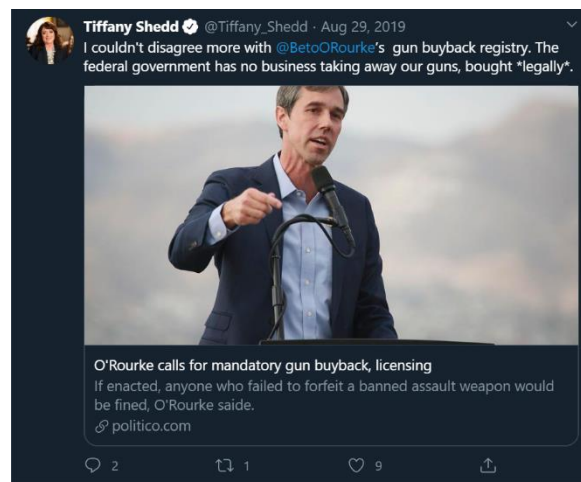 Tiffany Shedd @Tiffany_Shedd · Aug 29, 2019
I couldn't disagree more with @BetoORourke's gun buyback registry. The
federal government has no business taking away our guns, bought *legally*.
O'Rourke calls for mandatory gun buyback, licensing
If enacted, anyone who failed to forfeit a banned assault weapon would
be fined, O'Rourke saide.
politico.com
2 1 9